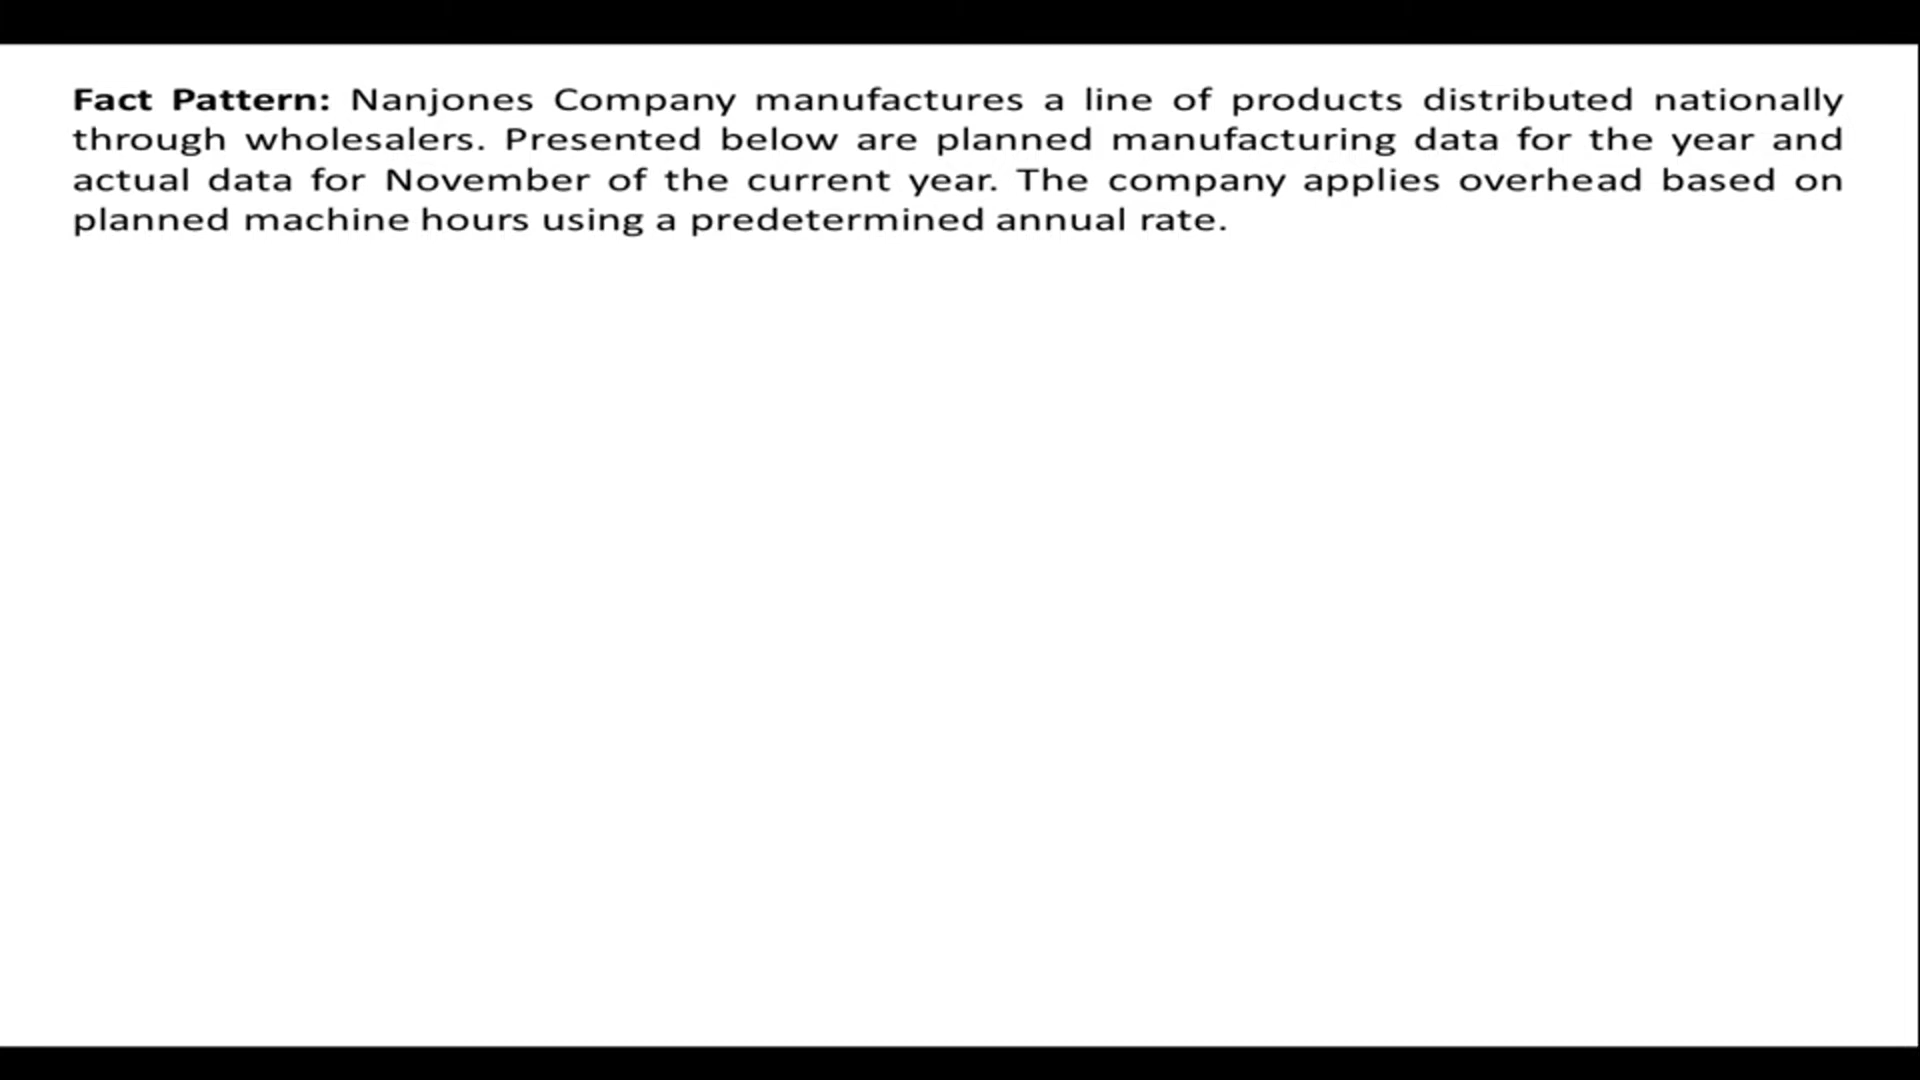 Fact Pattern: Nanjones Company manufactures a line of products distributed nationally
through wholesalers. Presented below are planned manufacturing data for the year and
actual data for November of the current year. The company applies overhead based on
planned machine hours using a predetermined annual rate.